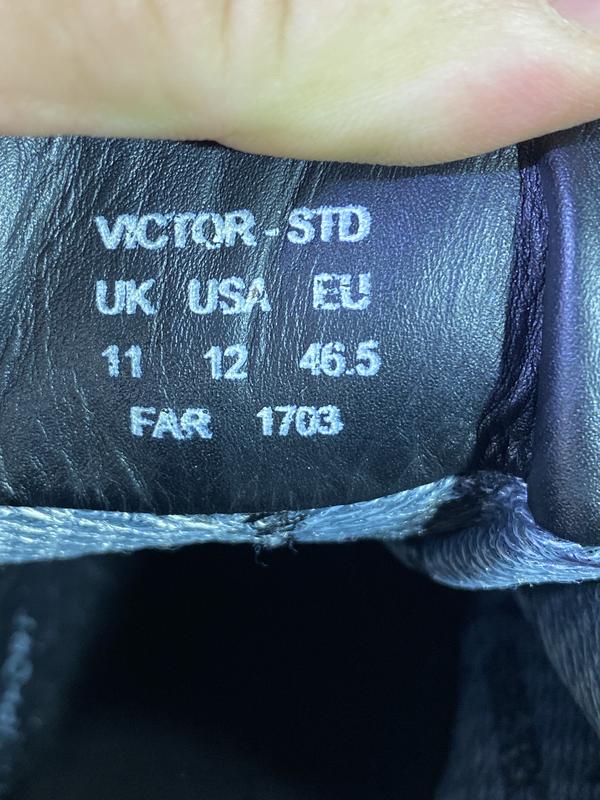 VICTOR - STD
UK USA EU
11 12 46.5
FAR 1703